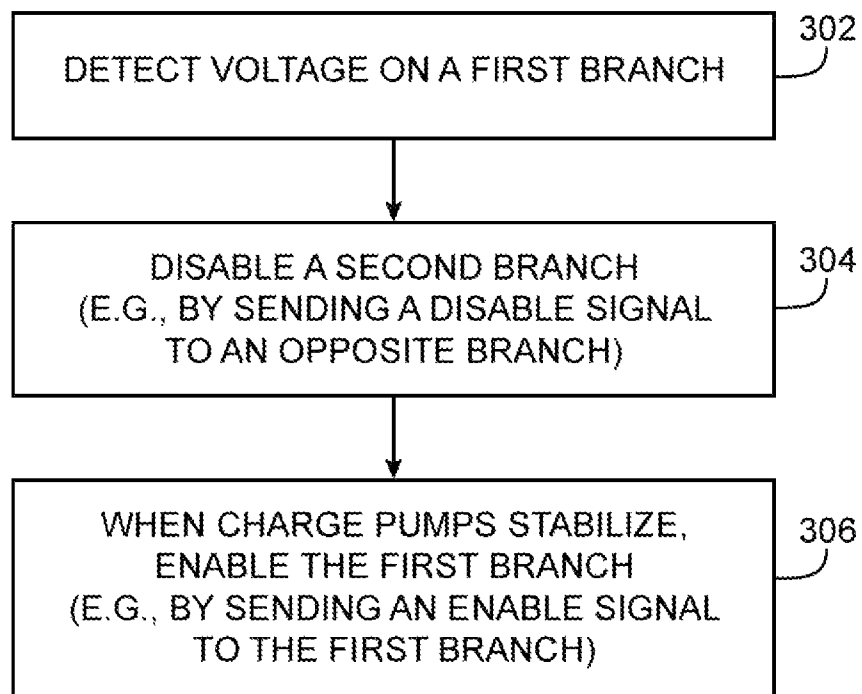 302
DETECT VOLTAGE ON A FIRST BRANCH
304
DISABLE A SECOND BRANCH
(E.G., BY SENDING A DISABLE SIGNAL
TO AN OPPOSITE BRANCH)
306
WHEN CHARGE PUMPS STABILIZE,
ENABLE THE FIRST BRANCH
(E.G., BY SENDING AN ENABLE SIGNAL
TO THE FIRST BRANCH)